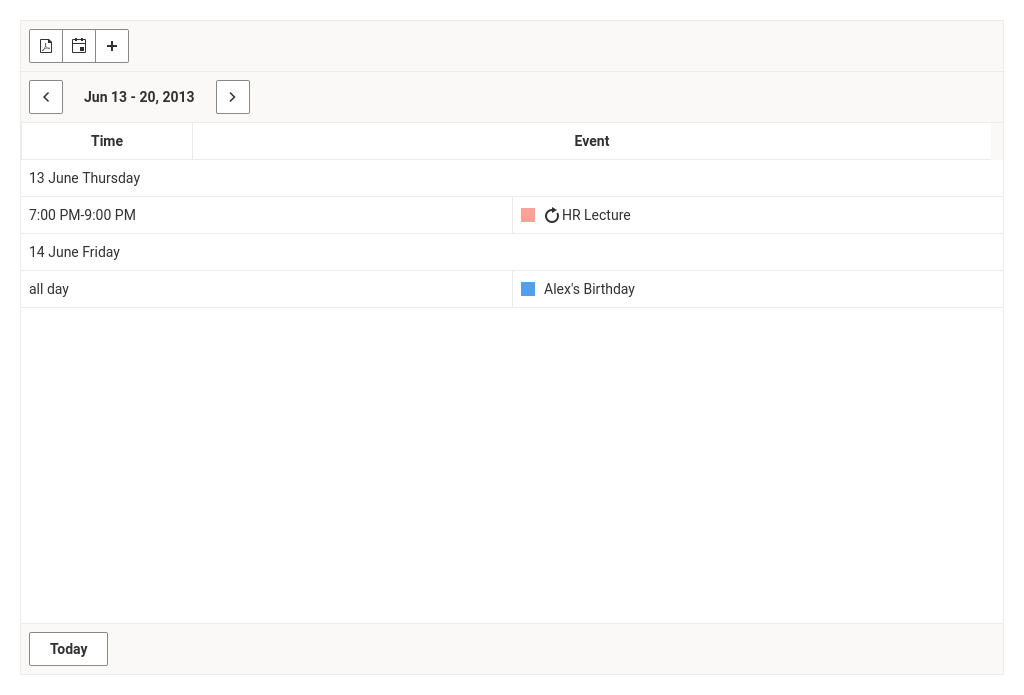 Jun 13 - 20, 2013
Time Event
13 June Thursday
7:00 PM-9:00 PM HR Lecture
14 June Friday
all day Alex's Birthday
Today